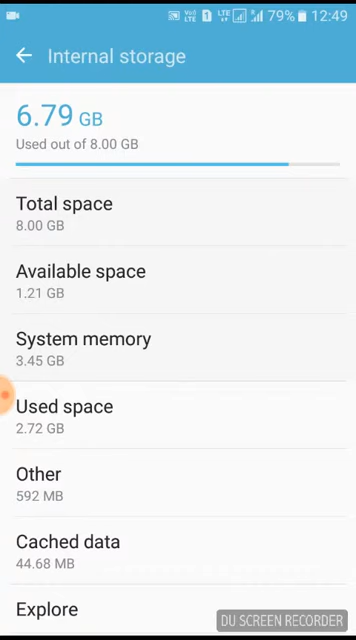 79% 12:49
Internal storage
6.79 GB
Used out of 8.00 GB
Total space
8.00 GB
Available space
1.21 GB
System memory
3.45 GB
Used space
2.72 GB
Other
592 MB
Cached data
44.68 MB
Explore
DU SCREEN RECORDER